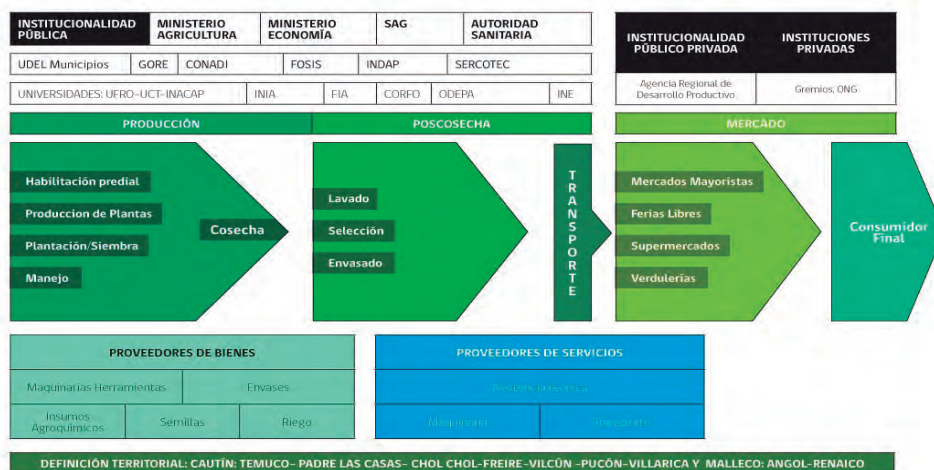 INSTITUCIONALIDAD PÚBLICA
MINISTERIO AGRICULTURA
MINISTERIO ECONOMÍA
SAG
AUTORIDAD SANITARIA
UDEL Municipios
GORE
CONADI
FOSIS
INDAP
SERCOTEC
UNIVERSIDADES: UFRO-UCT-INACAP
INIA
FIA
CORFO
ODEPA
INE
INSTITUCIONALIDAD PÚBLICO PRIVADA
INSTITUCIONES PRIVADAS
Agencia Regional de Desarrollo Productivo
Gremios, ONG
PRODUCCIÓN
POSCOSECHA
MERCADO
Habilitación predial
Produccion de Plantas
Plantación/Siembra
Manejo
Cosecha
Lavado
Selección
Envasado
TRANSPORTE
Mercados Mayoristas
Ferias Libres
Supermercados
Verdulerías
Consumidor Final
PROVEEDORES DE BIENES
Maquinarias Herramientas
Envases
Insumos Agroquímicos
Semillas
Riego
PROVEEDORES DE SERVICIOS
Maquinaria
Transporte
DEFINICIÓN TERRITORIAL: CAUTÍN: TEMUCO- PADRE LAS CASAS- CHOL CHOL-FREIRE-VILCÚN -PUCÓN-VILLARICA Y MALLECO: ANGOL-RENAICO